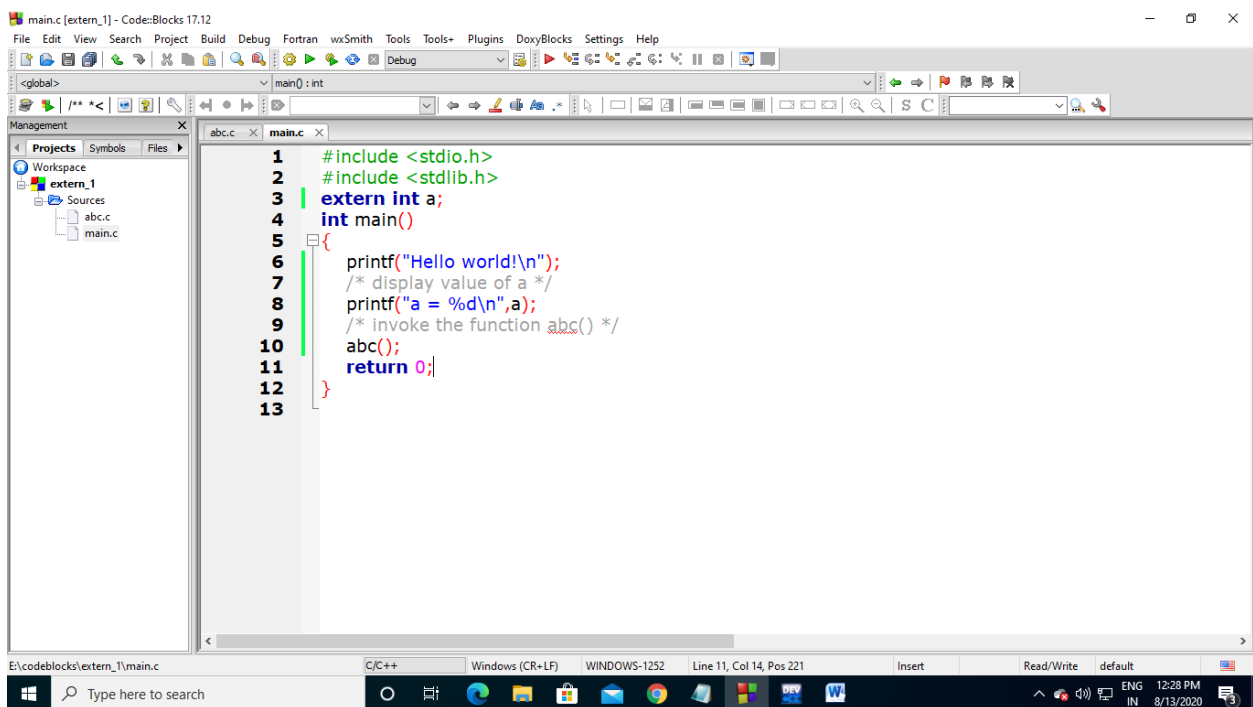 main.c [extern_1] - Code::Blocks 17.12
File Edit View Search Project Build Debug Fortran wxSmith Tools Tools+ Plugins DoxyBlocks Settings Help
Debug
<global> main() : int
/** *< .* S C
Management
abc.c main.c
Projects Symbols Files
Workspace
extern_1
Sources
abc.c
main.c
1 #include <stdio.h>
2 #include <stdlib.h>
3 extern int a;
4 int main()
5 {
6 printf("Hello world!\n");
7 /* display value of a */
8 printf("a = %d\n",a);
9 /* invoke the function abc() */
10 abc();
11 return 0;
12 }
13
E:\codeblocks\extern_1\main.c C/C++ Windows (CR+LF) WINDOWS-1252 Line 11, Col 14, Pos 221 Insert Read/Write default
Type here to search
DEV
W
ENG
IN
12:28 PM
8/13/2020
3